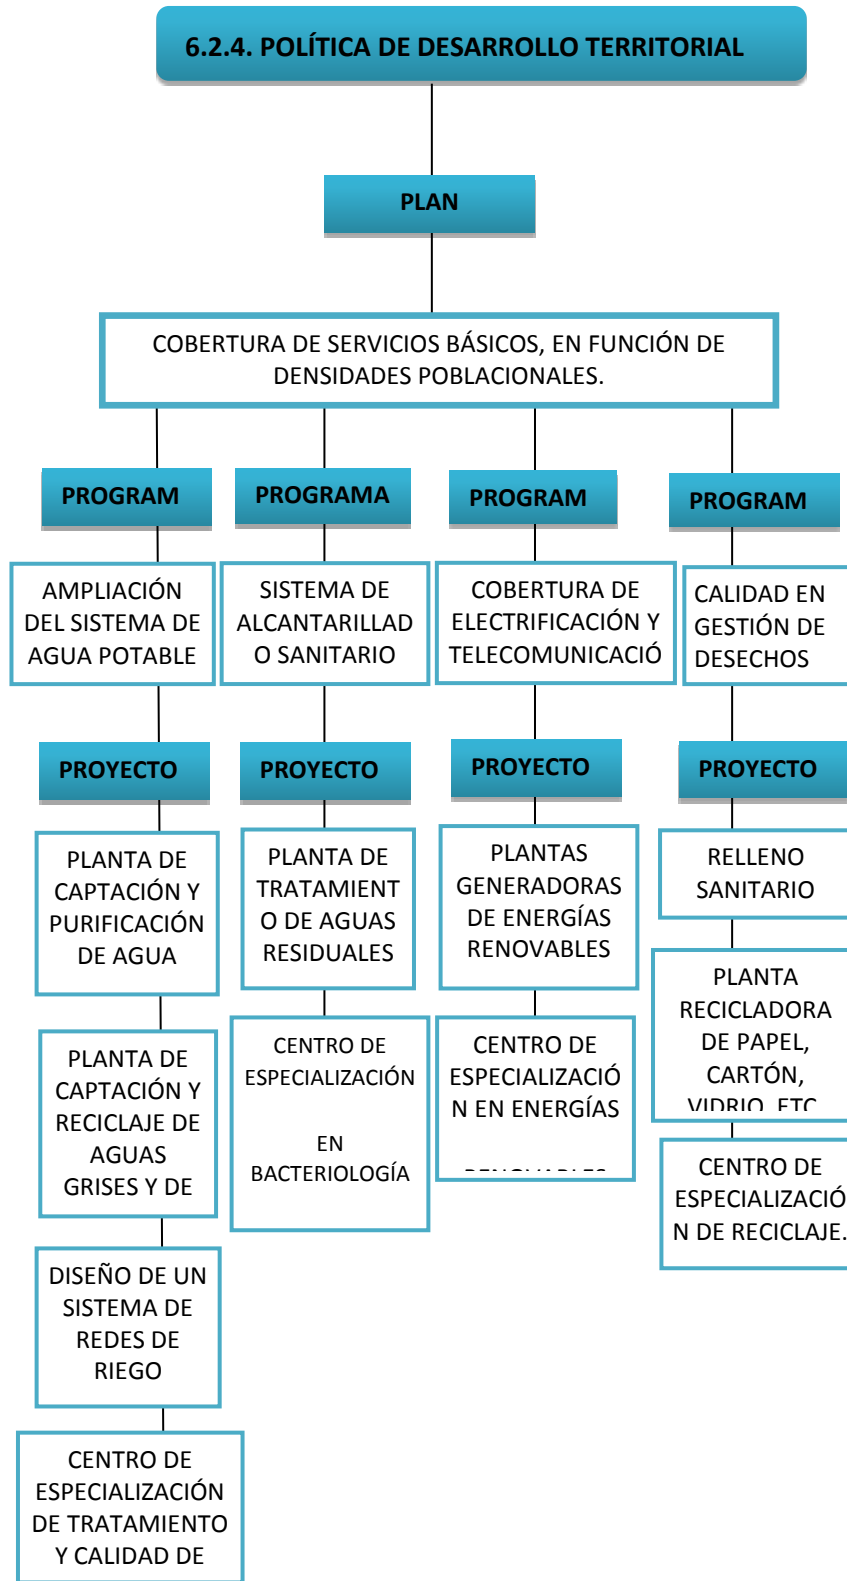 6.2.4. POLÍTICA DE DESARROLLO TERRITORIAL
PLAN
COBERTURA DE SERVICIOS BÁSICOS, EN FUNCIÓN DE
DENSIDADES POBLACIONALES.
PROGRAM
AMPLIACIÓN
DEL SISTEMA DE
AGUA POTABLE
PROYECTO
PLANTA DE
CAPTACIÓN Y
PURIFICACIÓN
DE AGUA
PLANTA DE
CAPTACIÓN Y
RECICLAJE DE
AGUAS
GRISES Y DE
DISEÑO DE UN
SISTEMA DE
REDES DE
RIEGO
CENTRO DE
ESPECIALIZACIÓN
DE TRATAMIENTO
Y CALIDAD DE
PROGRAMA
SISTEMA DE
ALCANTARILLAD
O SANITARIO
PROYECTO
PLANTA DE
TRATAMIENT
O DE AGUAS
RESIDUALES
CENTRO DE
ESPECIALIZACIÓN
EN
BACTERIOLOGÍA
PROGRAM
COBERTURA DE
ELECTRIFICACIÓN Y
TELECOMUNICACIÓ
PROYECTO
PLANTAS
GENERADORAS
DE ENERGÍAS
RENOVABLES
CENTRO DE
ESPECIALIZACIÓ
N EN ENERGÍAS
PROGRAM
CALIDAD EN
GESTIÓN DE
DESECHOS
PROYECTO
RELLENO
SANITARIO
PLANTA
RECICLADORA
DE PAPEL,
CARTÓN,
VIDRIO, ETC
CENTRO DE
ESPECIALIZACIÓ
N DE RECICLAJE.